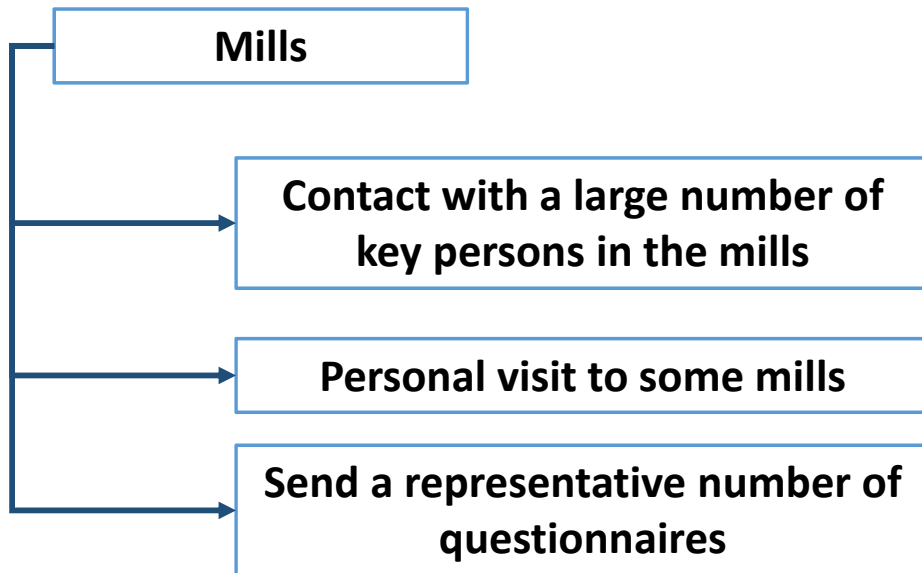 Mills
Contact with a large number of
key persons in the mills
Personal visit to some mills
Send a representative number of
questionnaires